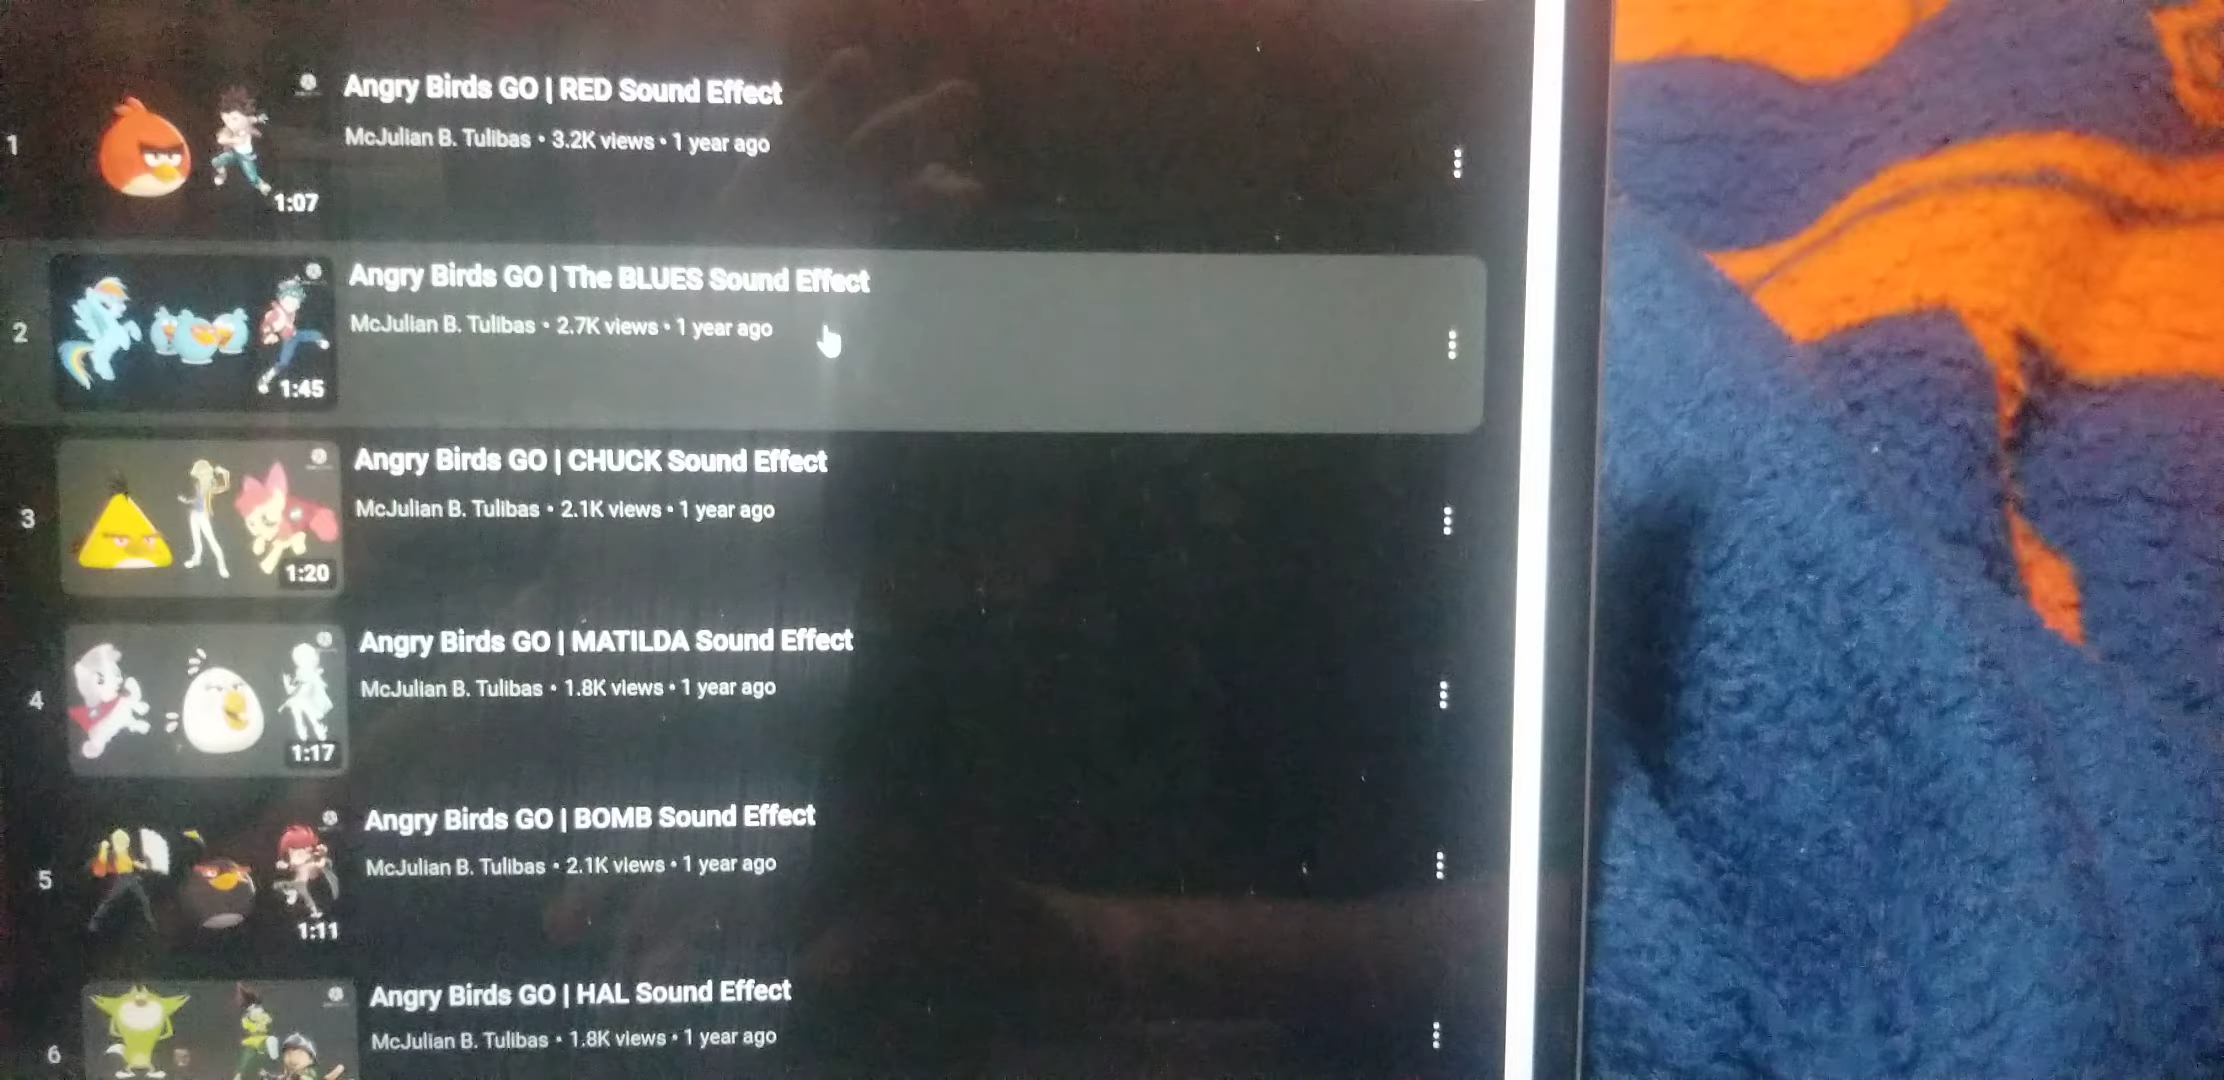 1
Angry Birds GO | RED Sound Effect
McJulian B. Tulibas • 3.2K views • 1 year ago
1:07
2
Angry Birds GO | The BLUES Sound Effect
McJulian B. Tulibas • 2.7K views • 1 year ago
1:45
3
Angry Birds GO | CHUCK Sound Effect
McJulian B. Tulibas • 2.1K views • 1 year ago
1:20
4
Angry Birds GO | MATILDA Sound Effect
McJulian B. Tulibas • 1.8K views • 1 year ago
1:17
5
Angry Birds GO | BOMB Sound Effect
McJulian B. Tulibas • 2.1K views • 1 year ago
1:11
6
Angry Birds GO | HAL Sound Effect
McJulian B. Tulibas • 1.8K views • 1 year ago